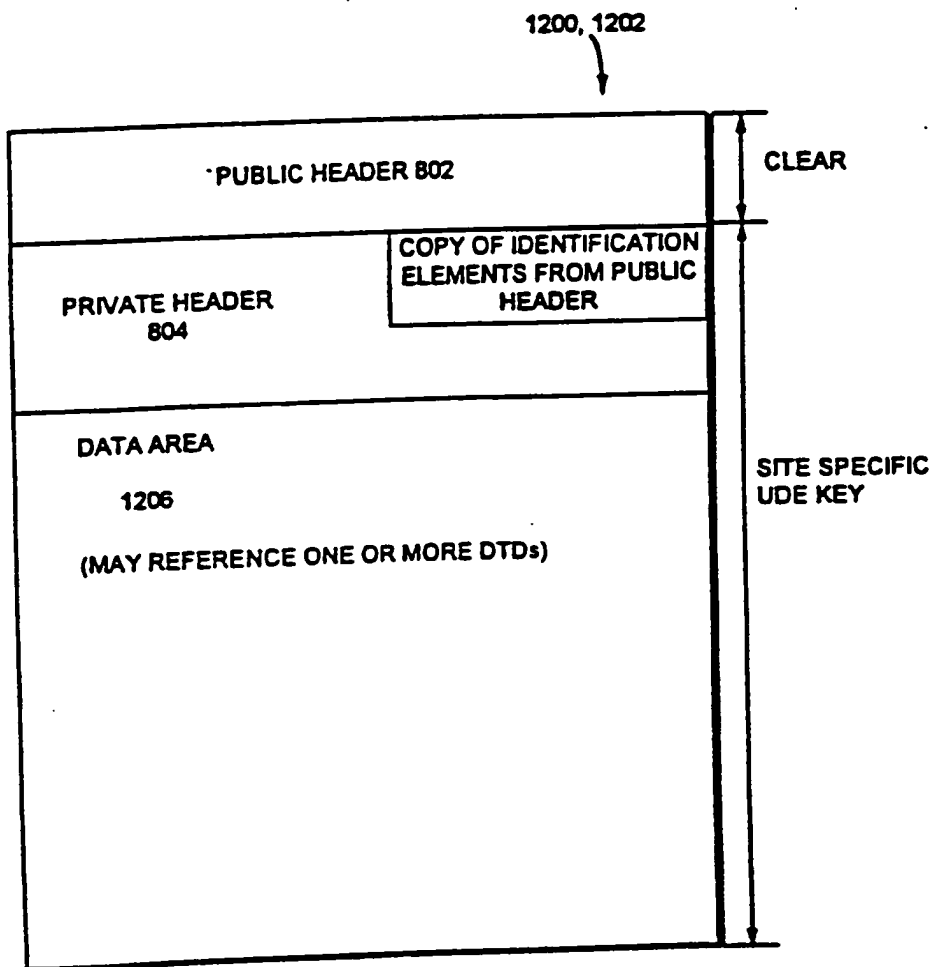 1200, 1202
PUBLIC HEADER 802
CLEAR
COPY OF IDENTIFICATION
ELEMENTS FROM PUBLIC
HEADER
PRIVATE HEADER
804
DATA AREA
1206
(MAY REFERENCE ONE OR MORE DTDs)
SITE SPECIFIC
UDE KEY